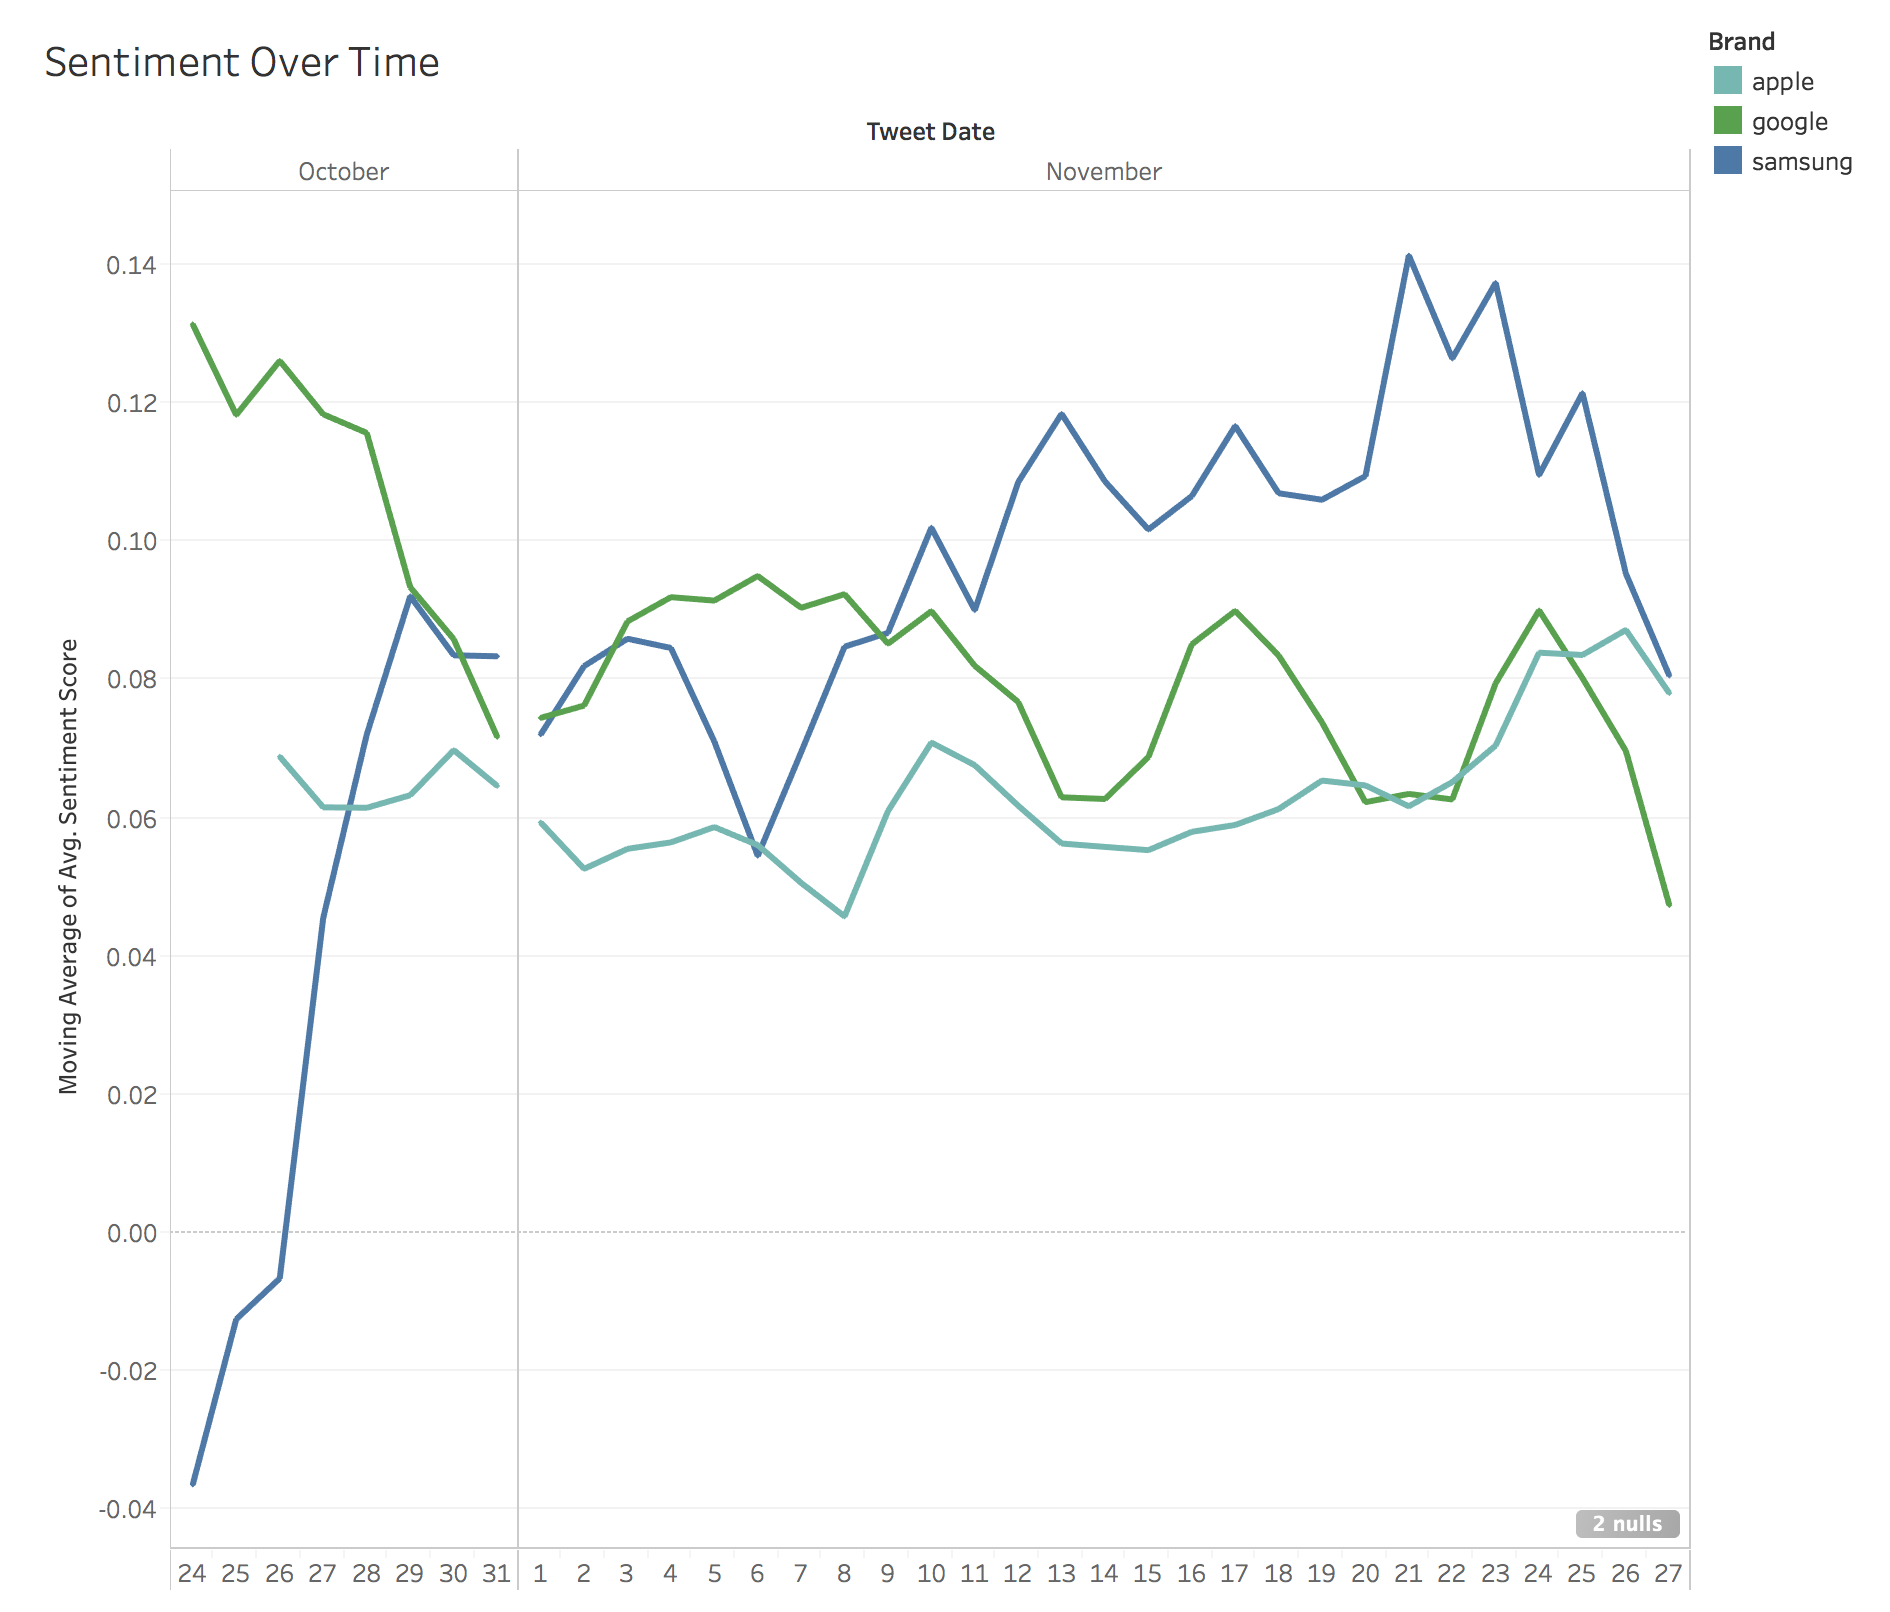 Sentiment Over Time
Brand
apple
google
samsung
Tweet Date
October November
Moving Average of Avg. Sentiment Score
0.14
0.12
0.10
0.08
0.06
0.04
0.02
0.00
-0.02
-0.04
2 nulls
24 25 26 27 28 29 30 31 1 2 3 4 5 6 7 8 9 10 11 12 13 14 15 16 17 18 19 20 21 22 23 24 25 26 27